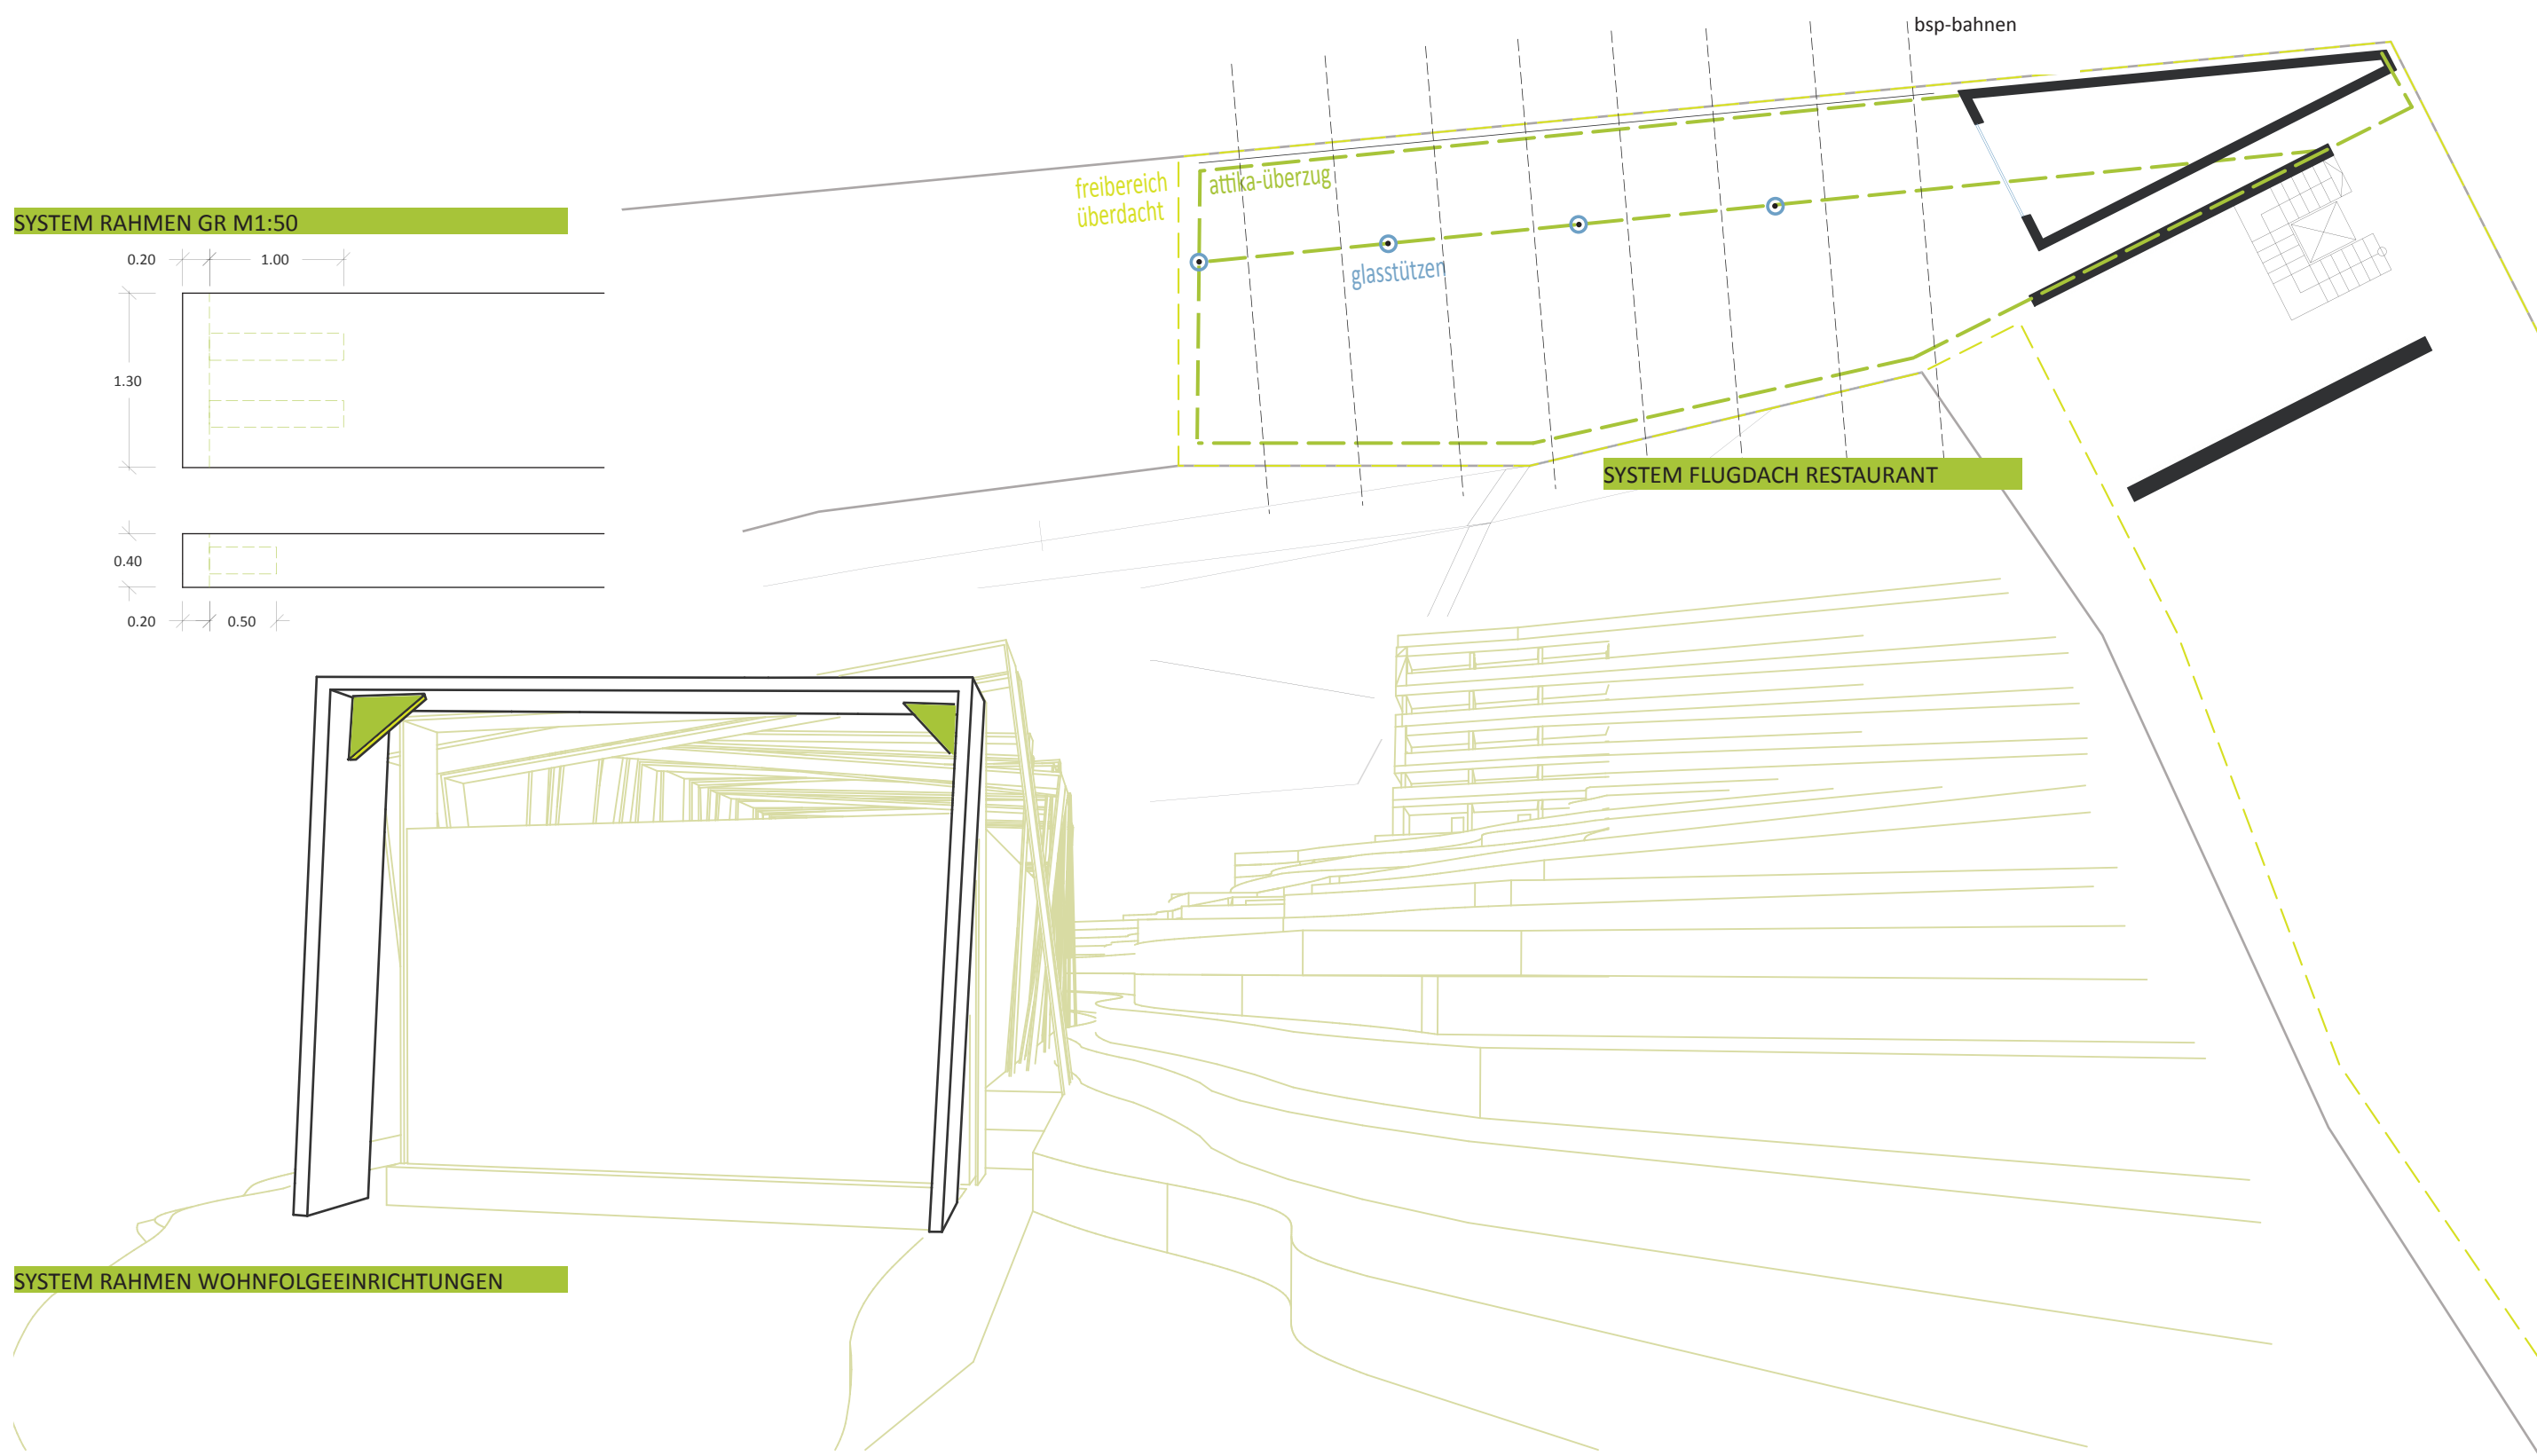 bsp-bahnen
freibereich
überdacht
attika-überzug
glasstützen
SYSTEM RAHMEN GR M1:50
0.20
1.00
1.30
0.40
0.20
0.50
SYSTEM FLUGDACH RESTAURANT
SYSTEM RAHMEN WOHNFOLGEEINRICHTUNGEN